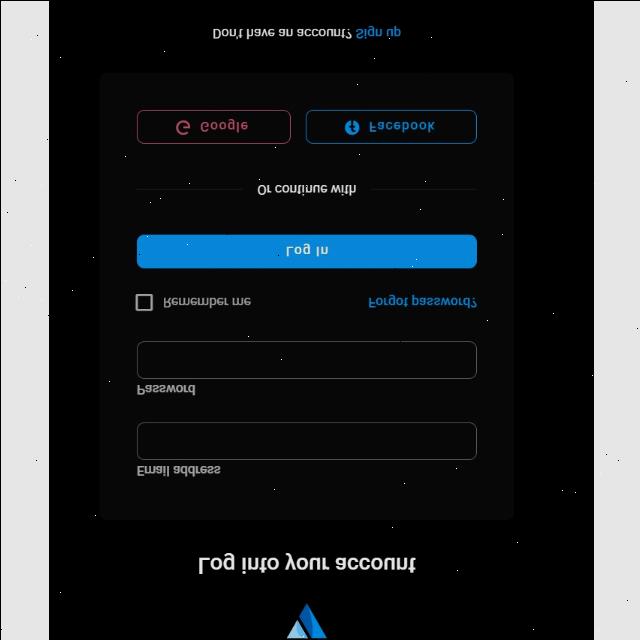 Log into your account
Email address
Password
Remember me
Forgot password?
Log In
Or continue with
Google
Facebook
Don't have an account? Sign up